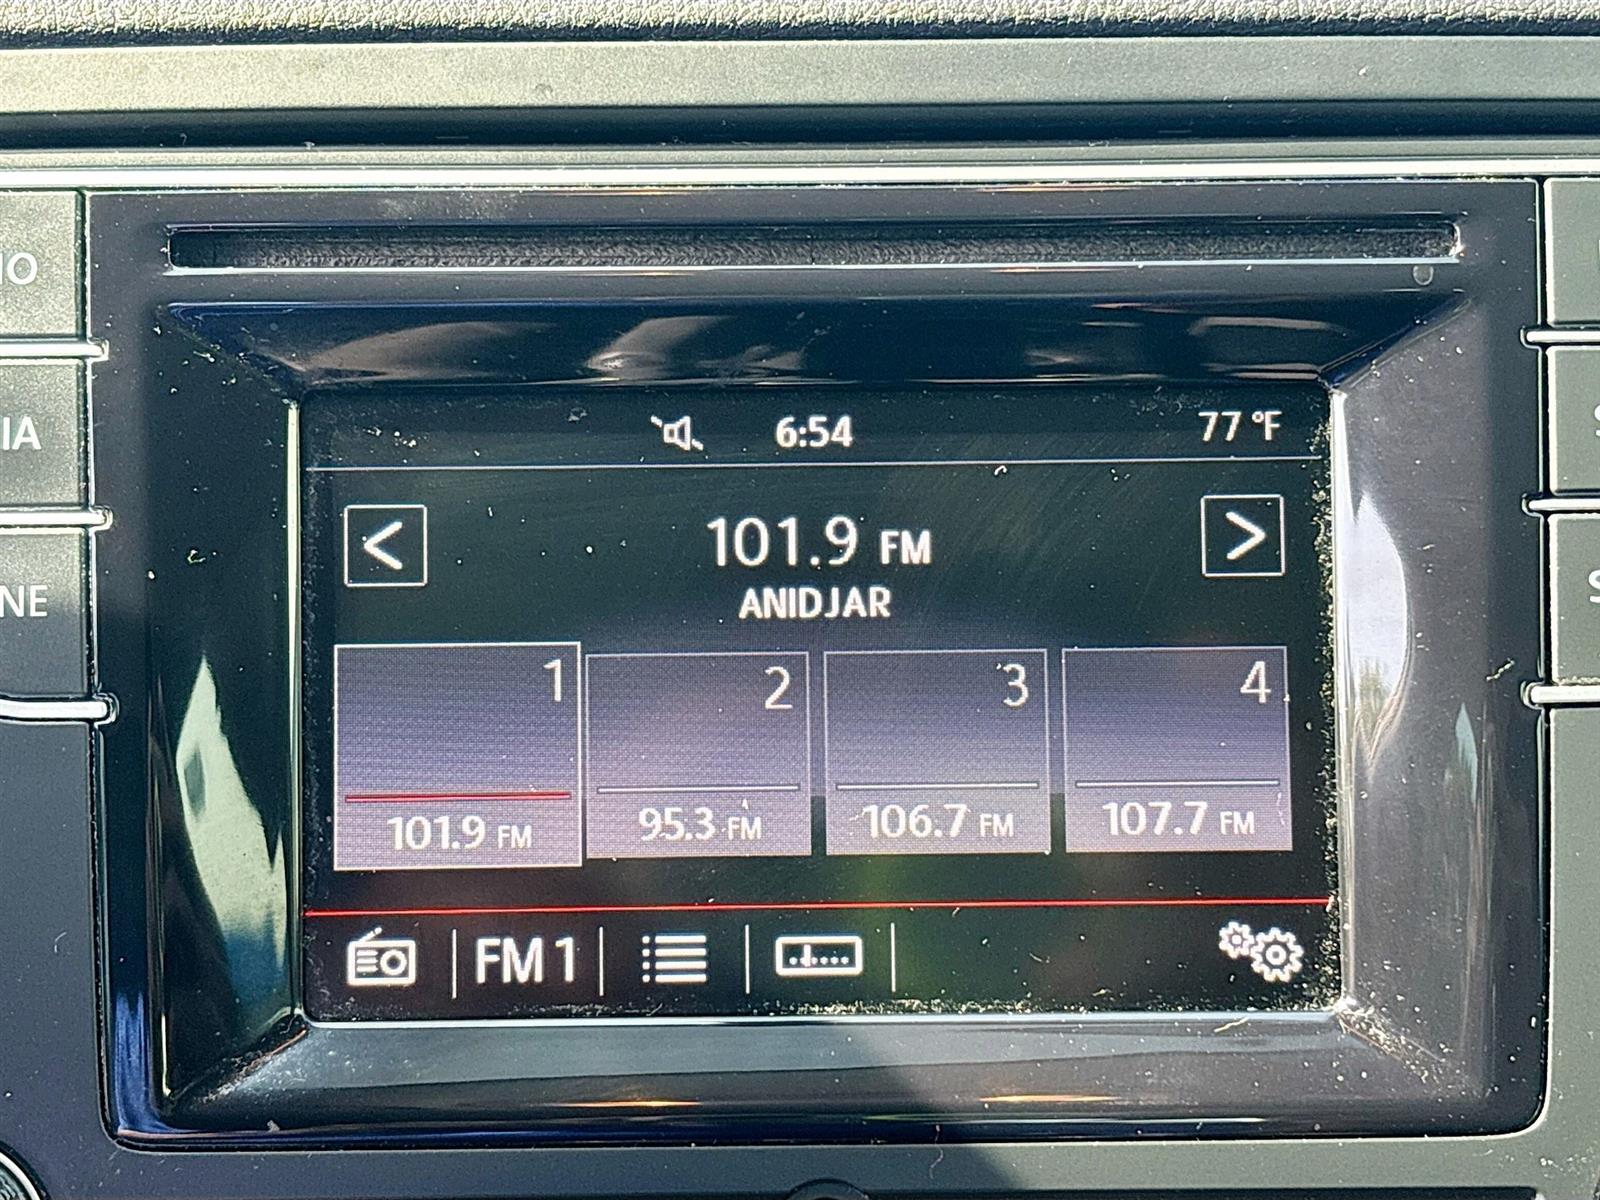 6:54 77 °F
101.9 FM
ANIDJAR
1 2 3 4
101.9 FM 95.3 FM 106.7 FM 107.7 FM
FM 1